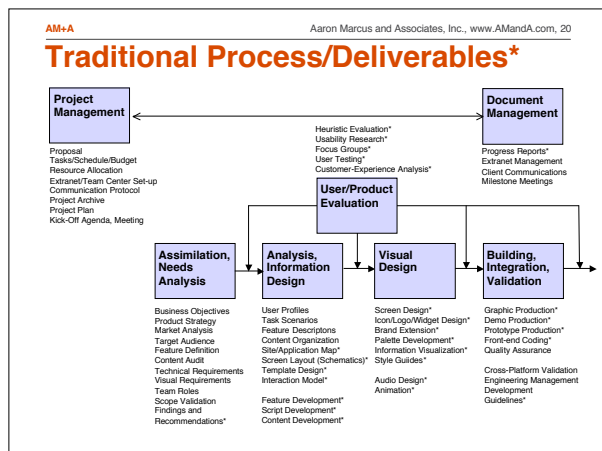 AM+A
Aaron Marcus and Associates, Inc., www.AMandA.com, 20
Traditional Process/Deliverables*
Project
Management
Document
Management
Proposal
Tasks/Schedule/Budget
Resource Allocation
Extranet/Team Center Set-up
Communication Protocol
Project Archive
Project Plan
Kick-Off Agenda, Meeting
Heuristic Evaluation*
Usability Research*
Focus Groups*
User Testing*
Customer-Experience Analysis*
Progress Reports*
Extranet Management
Client Communications
Milestone Meetings
User/Product
Evaluation
Assimilation,
Needs
Analysis
Analysis,
Information
Design
Visual
Design
Building,
Integration,
Validation
Business Objectives
Product Strategy
Market Analysis
Target Audience
Feature Definition
Content Audit
Technical Requirements
Visual Requirements
Team Roles
Scope Validation
Findings and
Recommendations*
User Profiles
Task Scenarios
Feature Descriptons
Content Organization
Site/Application Map*
Screen Layout (Schematics)*
Template Design*
Interaction Model*
Feature Development*
Script Development*
Content Development*
Screen Design*
Icon/Logo/Widget Design*
Brand Extension*
Palette Development*
Information Visualization*
Style Guiides*
Audio Design*
Animation*
Graphic Production*
Demo Production*
Prototype Production*
Front-end Coding*
Quality Assurance
Cross-Platform Validation
Engineering Management
Development
Guidelines*